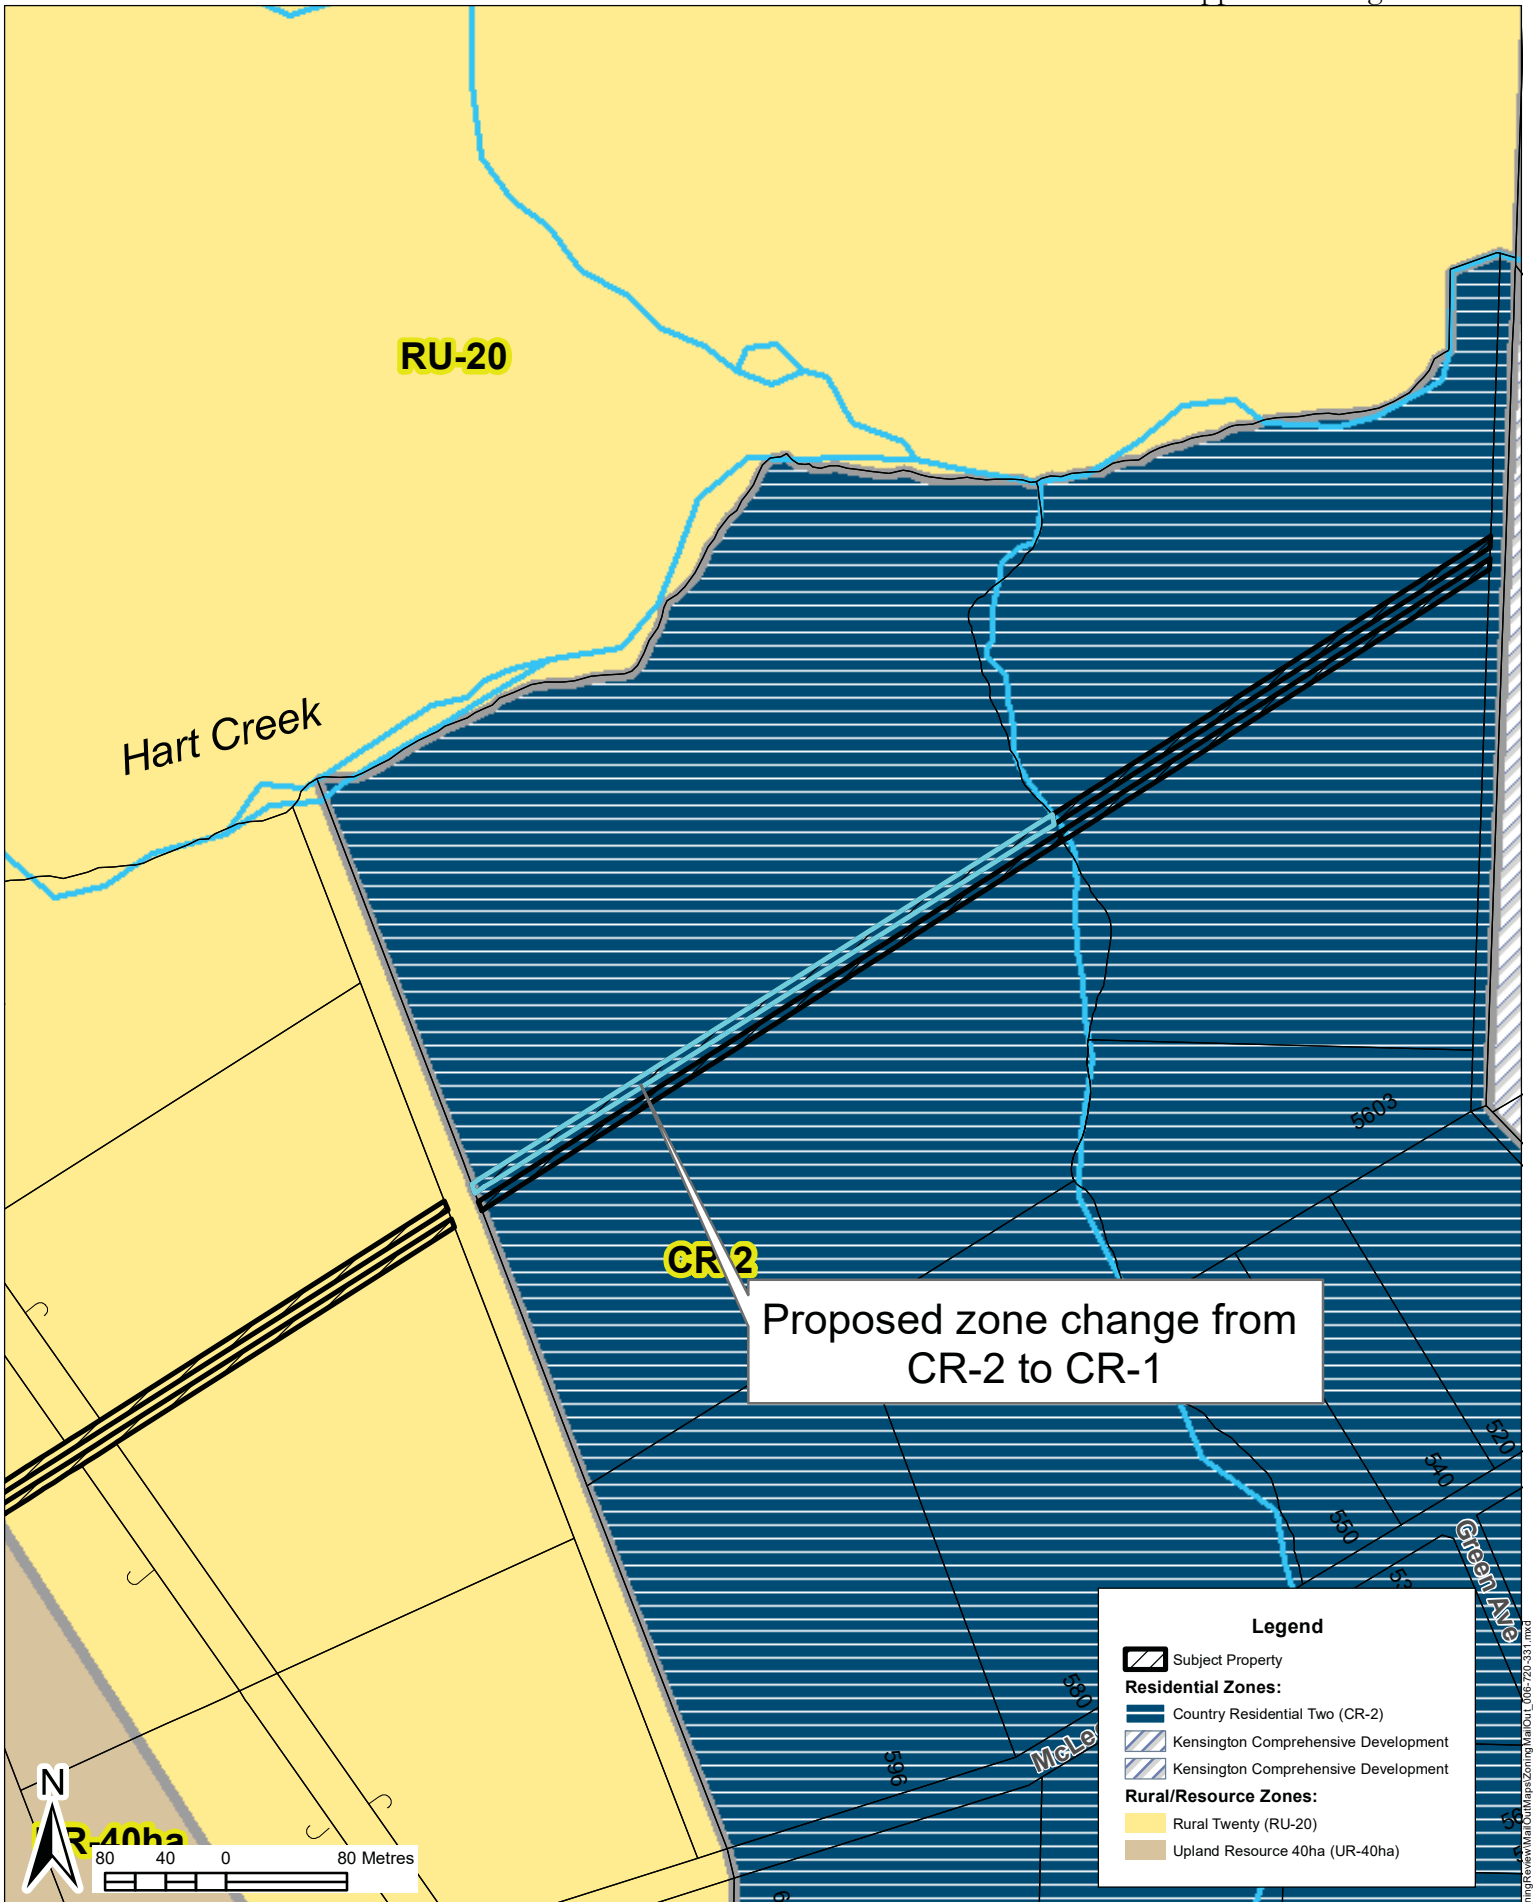 RU-20
Hart Creek
5603
CR-2
Proposed zone change from
CR-2 to CR-1
520
540
550
Green Ave
580
596
N
80 40 0 80 Metres
Legend
Subject Property
Residential Zones:
Country Residential Two (CR-2)
Kensington Comprehensive Development
Kensington Comprehensive Development
Rural/Resource Zones:
Rural Twenty (RU-20)
Upland Resource 40ha (UR-40ha)